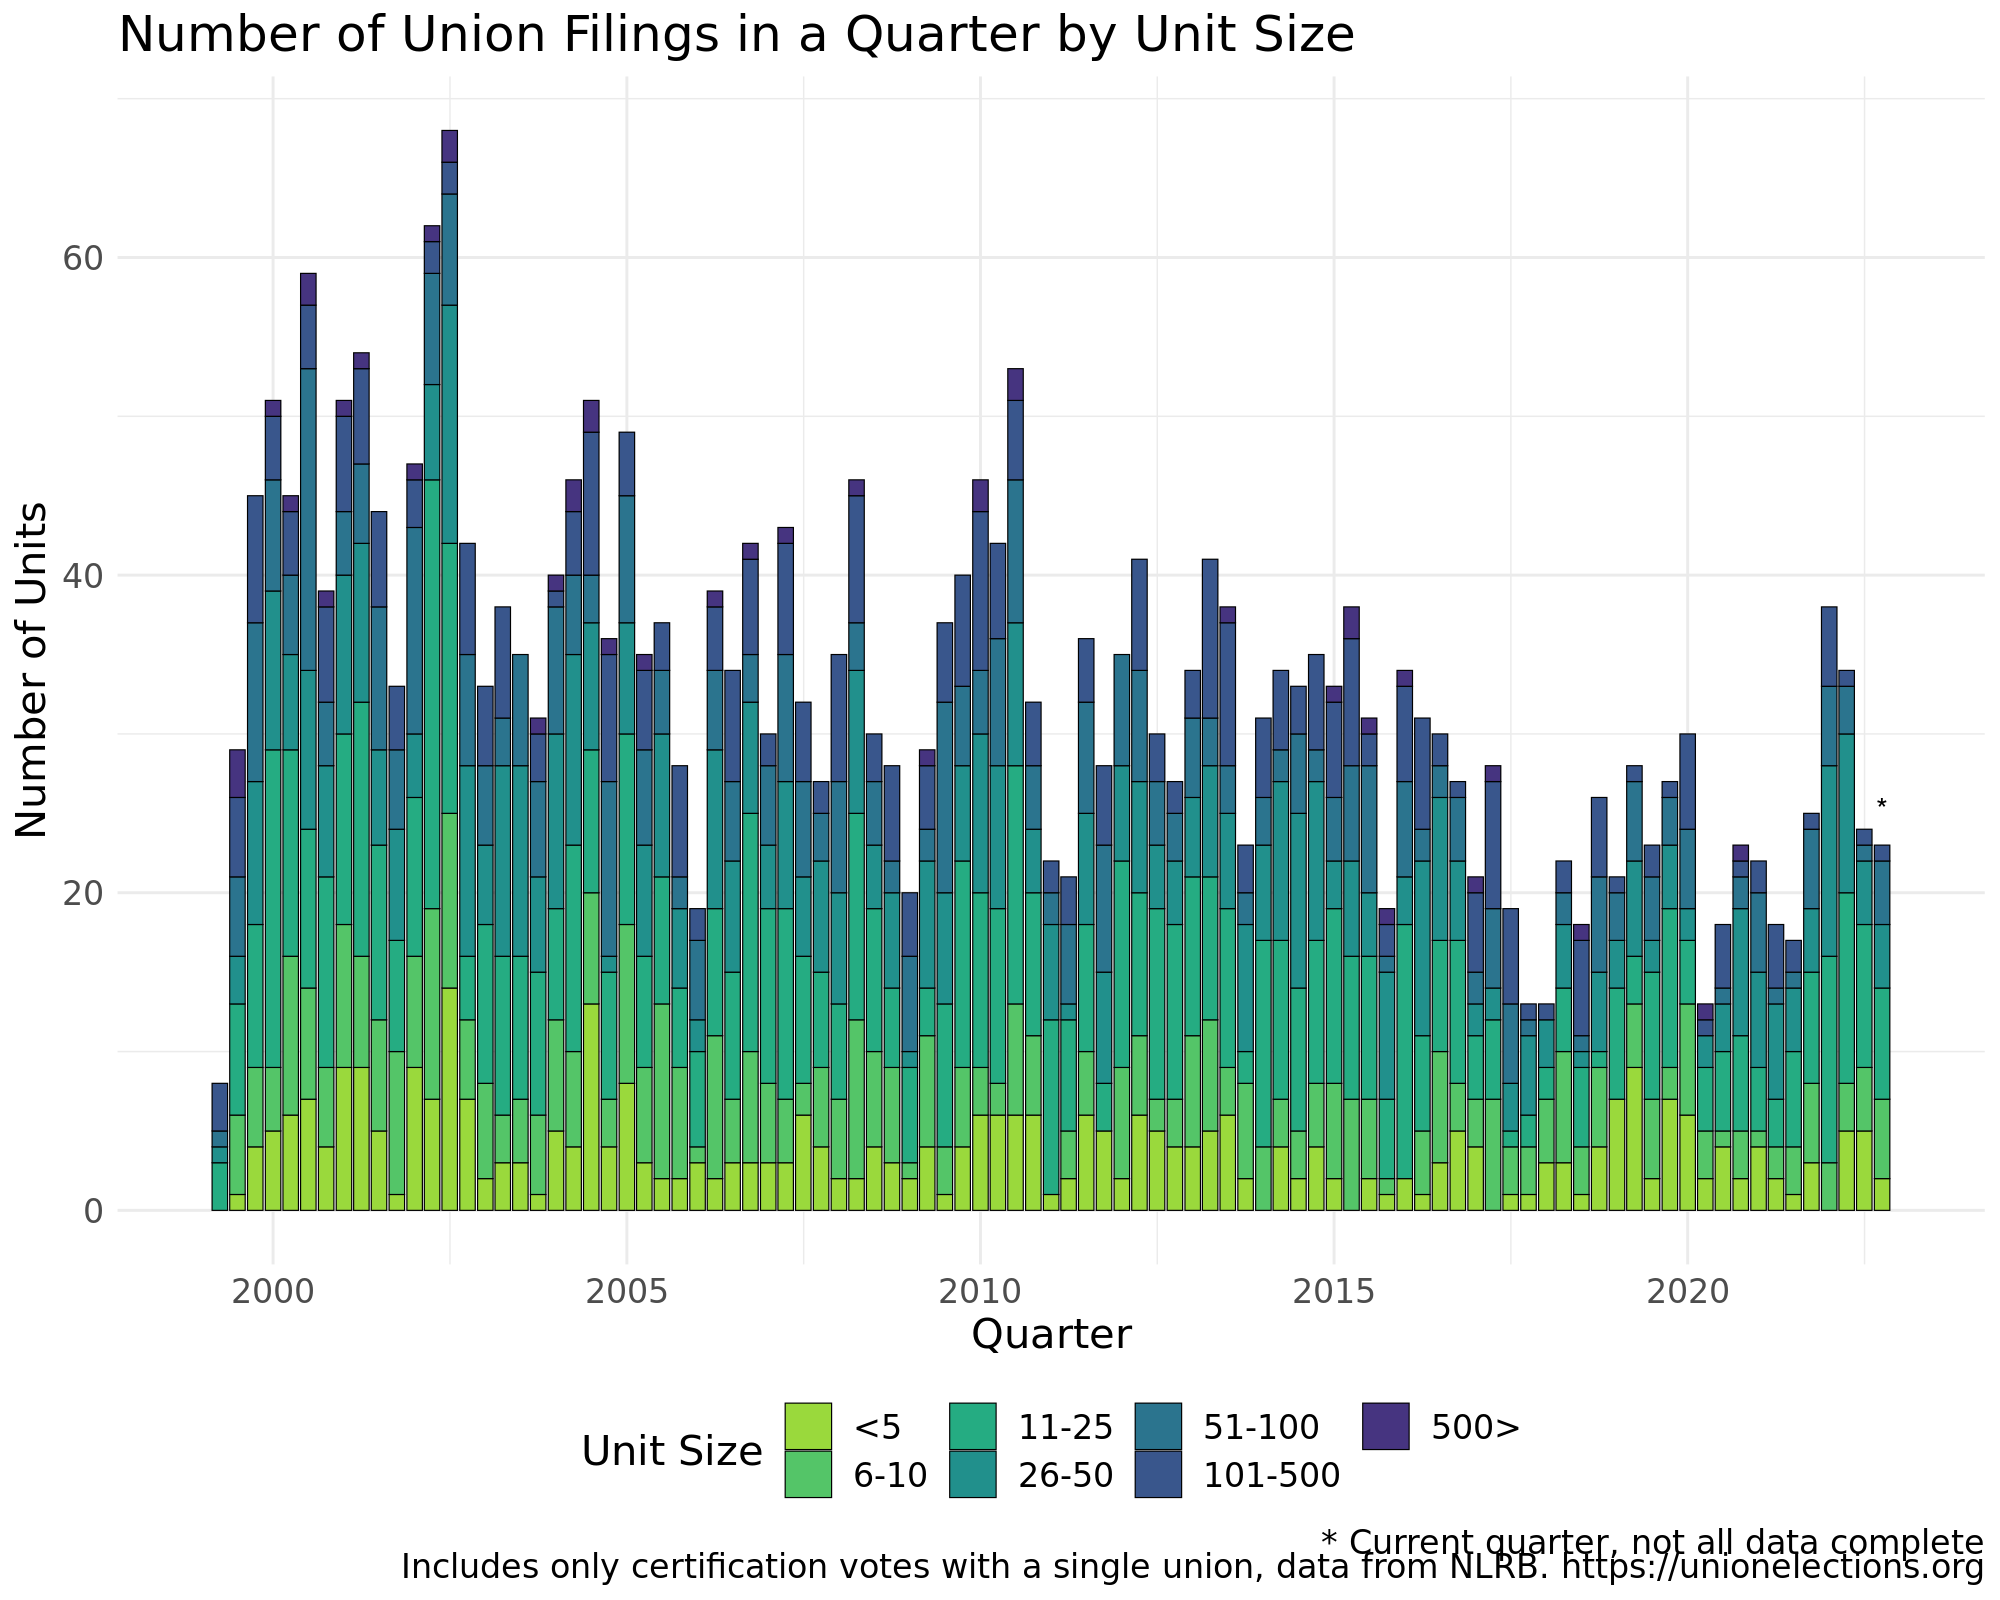 Number of Union Filings in a Quarter by Unit Size
Number of Units
60
40
20
0
*
2000 2005 2010 2015 2020
Quarter
Unit Size
<5 11-25 51-100 500>
6-10 26-50 101-500
* Current quarter, not all data complete
Includes only certification votes with a single union, data from NLRB. https://unionelections.org